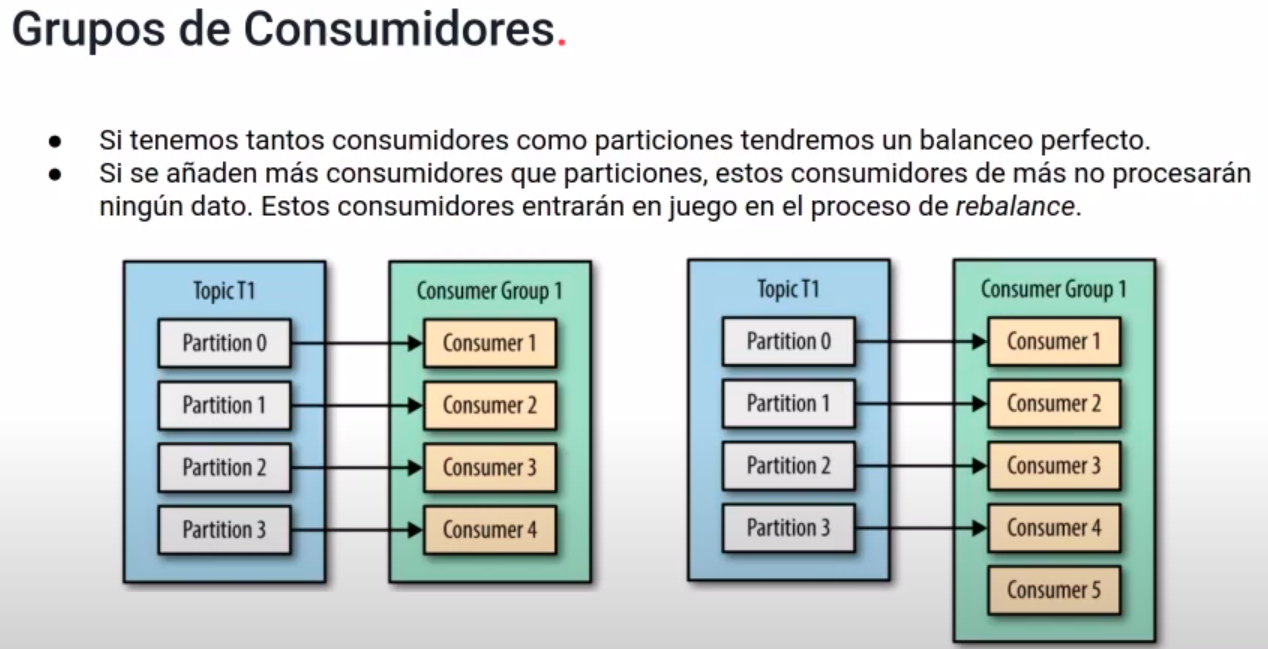 Grupos de Consumidores.
● Si tenemos tantos consumidores como particiones tendremos un balanceo perfecto.
● Si se añaden más consumidores que particiones, estos consumidores de más no procesarán
ningún dato. Estos consumidores entrarán en juego en el proceso de rebalance.
Topic T1
Partition 0
Partition 1
Partition 2
Partition 3
Consumer Group 1
Consumer 1
Consumer 2
Consumer 3
Consumer 4
Topic T1
Partition 0
Partition 1
Partition 2
Partition 3
Consumer Group 1
Consumer 1
Consumer 2
Consumer 3
Consumer 4
Consumer 5